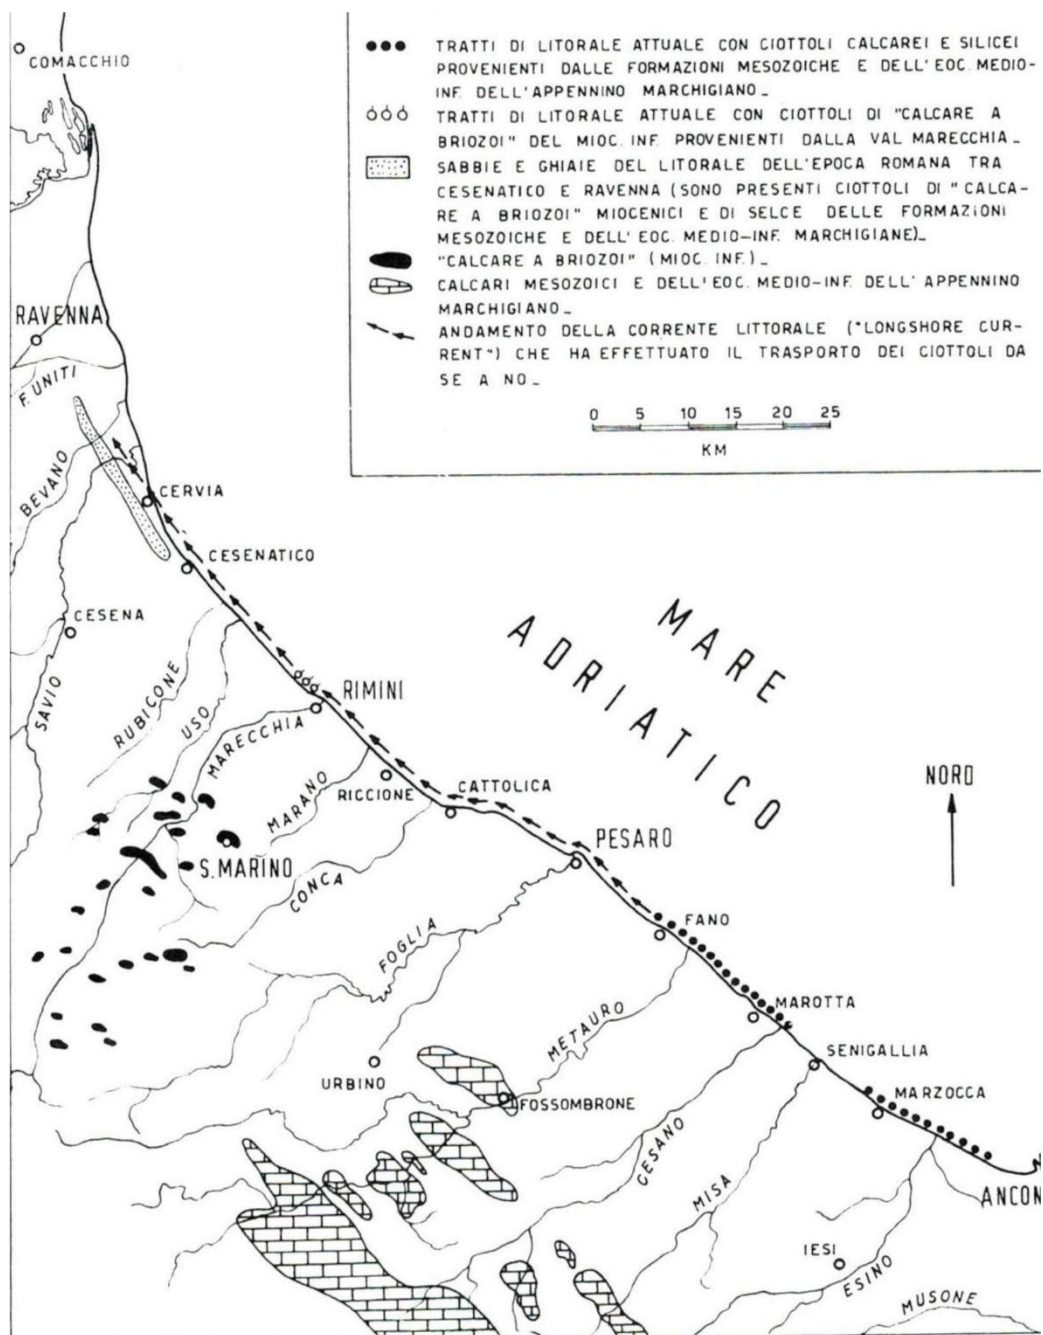 COMACCHIO
TRATTI DI LITORALE ATTUALE CON CIOTTOLI CALCAREI E SILICEI
PROVENIENTI DALLE FORMAZIONI MESOZOICHE E DELL'EOC. MEDIO-
INF. DELL'APPENNINO MARCHIGIANO_
TRATTI DI LITORALE ATTUALE CON CIOTTOLI DI "CALCARE A
BRIOZOI" DEL MIOC. INF. PROVENIENTI DALLA VAL MARECCHIA_
SABBIE E GHIAIE DEL LITORALE DELL'EPOCA ROMANA TRA
CESENATICO E RAVENNA (SONO PRESENTI CIOTTOLI DI "CALCA-
RE A BRIOZOI" MIOCENICI E DI SELCE DELLE FORMAZIONI
MESOZOICHE E DELL'EOC. MEDIO-INF. MARCHIGIANE)_
"CALCARE A BRIOZOI" (MIOC. INF.)_
CALCARI MESOZOICI E DELL'EOC. MEDIO-INF. DELL'APPENNINO
MARCHIGIANO_
ANDAMENTO DELLA CORRENTE LITTORALE ("LONGSHORE CUR-
RENT") CHE HA EFFETTUATO IL TRASPORTO DEI CIOTTOLI DA
SE A NO_
0 5 10 15 20 25
KM
RAVENNA
F. UNITI
BEVANO
CERVIA
CESENATICO
CESENA
SAVIO
RUBICONE
USO
MARECCHIA
RIMINI
MARE
ADRIATICO
NORD
MARANO
RICCIONE
CATTOLICA
S. MARINO
CONCA
PESARO
FOGLIA
FANO
METAURO
MAROTTA
URBINO
SENIGALLIA
FOSSOMBRONE
MARZOCCA
CESANO
MISA
ANCON
IESI
ESINO
MUSONE